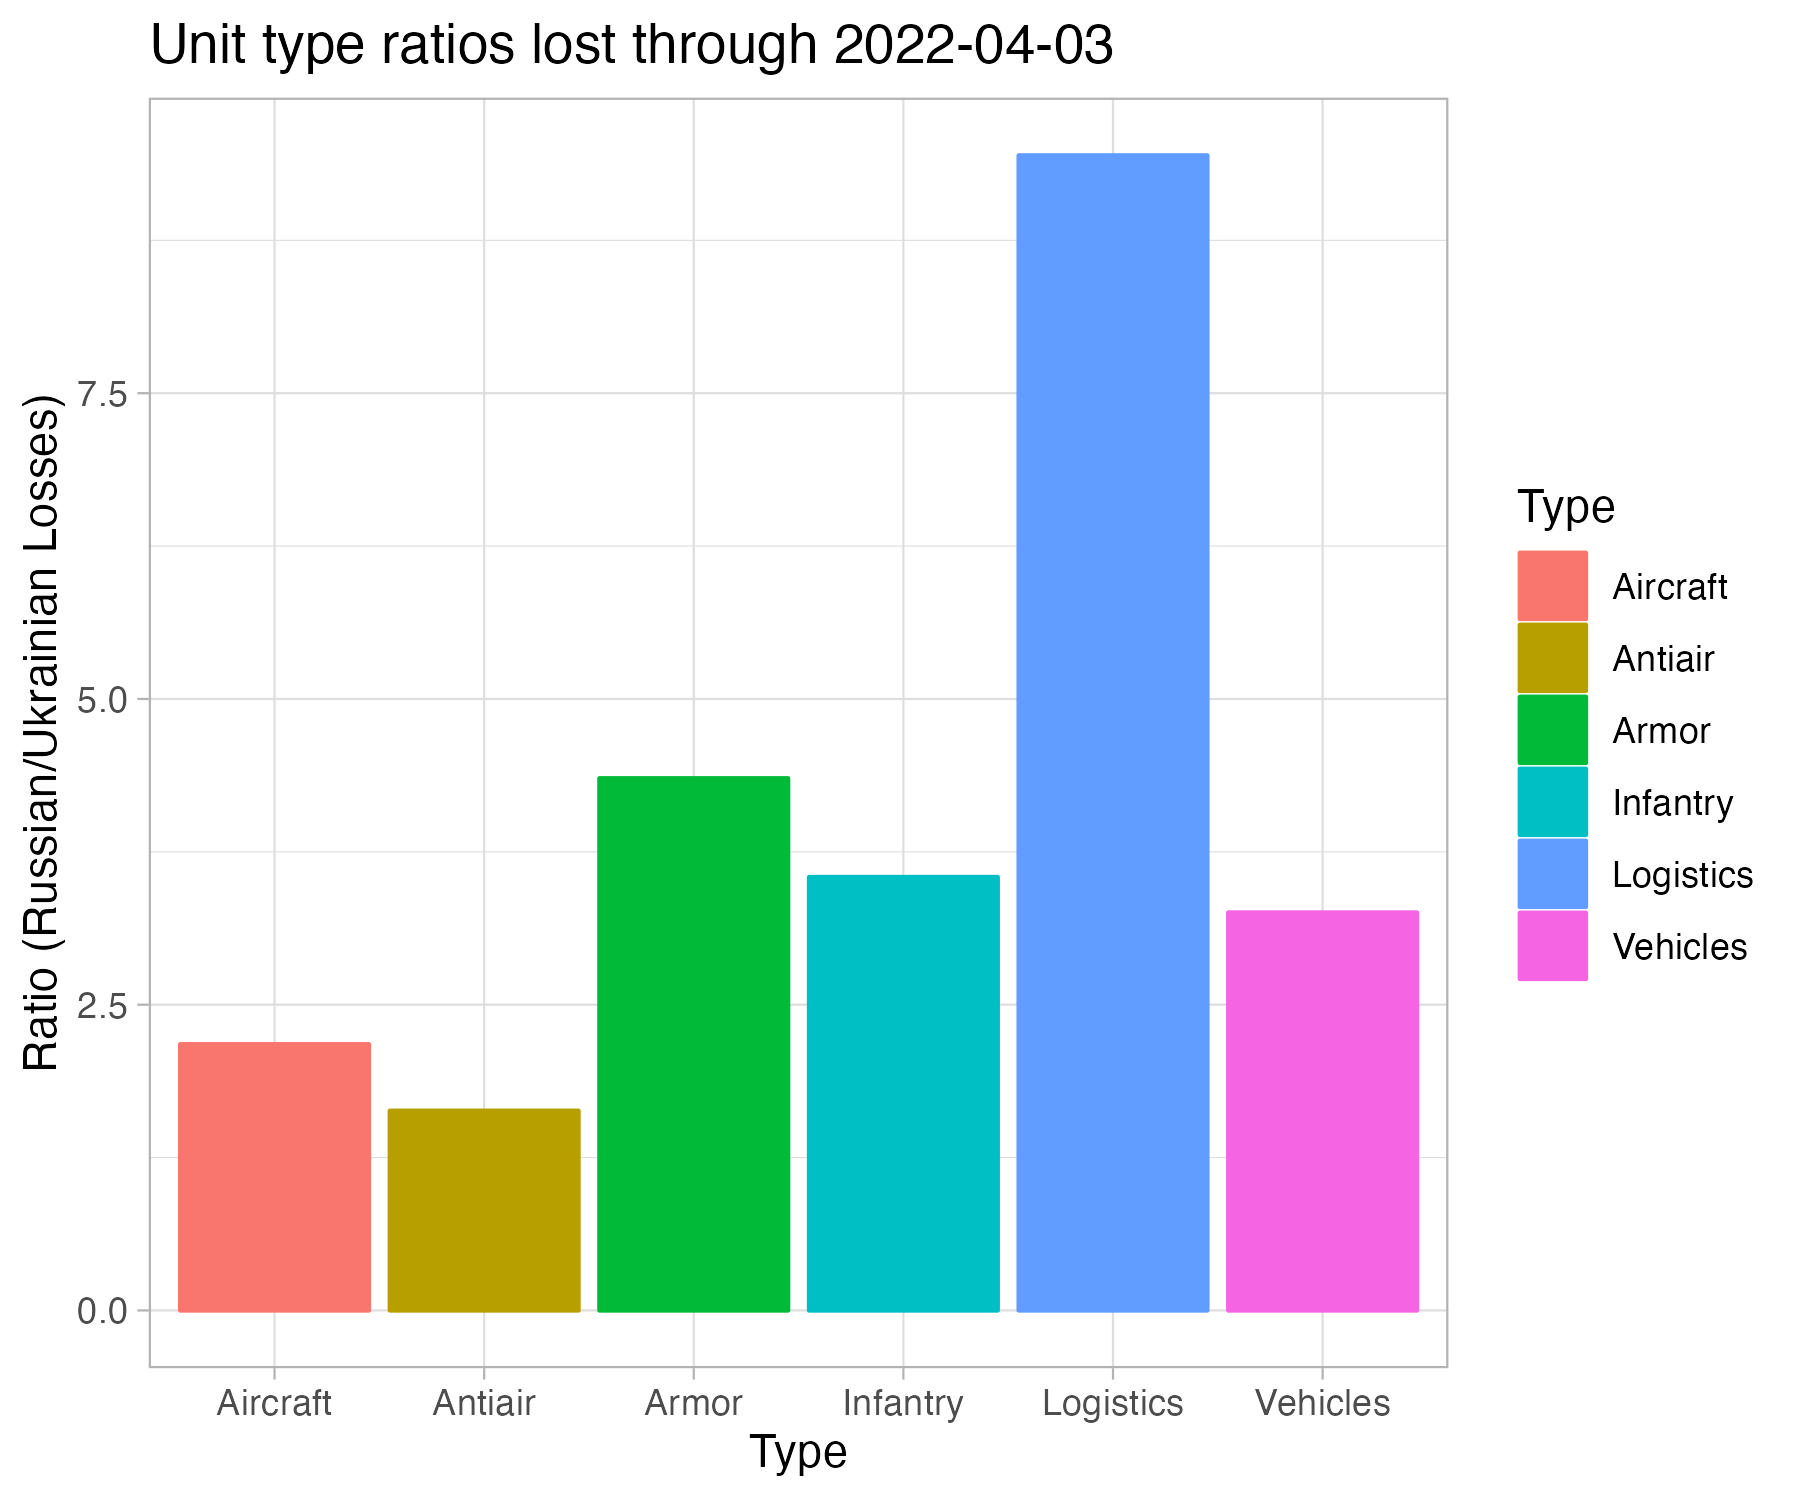 Unit type ratios lost through 2022-04-03
Ratio (Russian/Ukrainian Losses)
7.5
5.0
2.5
0.0
Aircraft
Antiair
Armor
Infantry
Logistics
Vehicles
Type
Type
Aircraft
Antiair
Armor
Infantry
Logistics
Vehicles